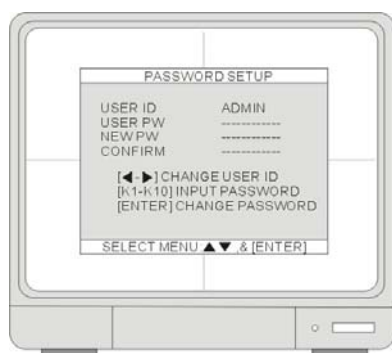 PASSWORD SETUP
USER ID ADMIN
USER PW -----------
NEW PW -----------
CONFIRM -----------
[◀-▶] CHANGE USER ID
[K1-K10] INPUT PASSWORD
[ENTER] CHANGE PASSWORD
SELECT MENU ▲▼ ,& [ENTER]